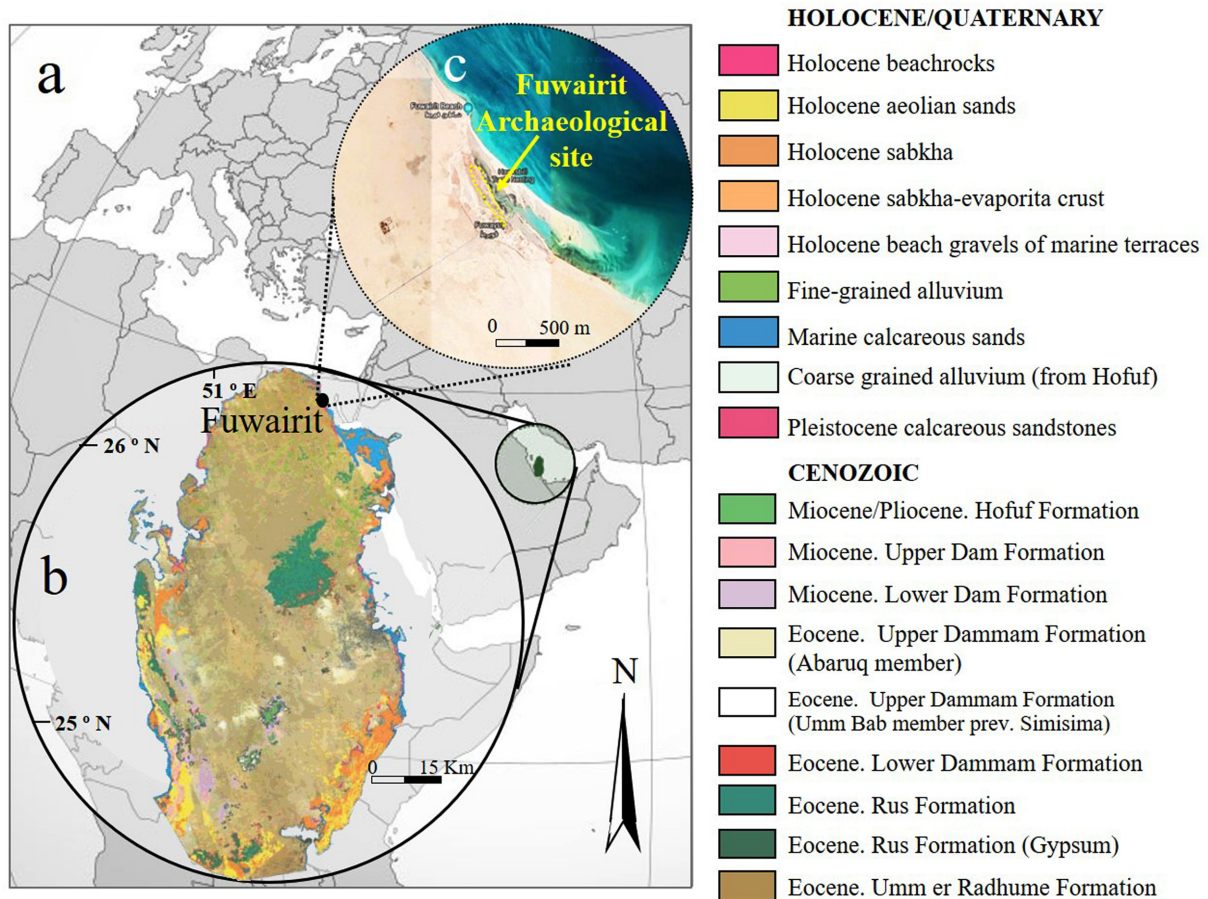 a
c
Fuwairit Beach
Fuwairit
Archaeological
site
0 500 m
51 º E
Fuwairit
26 º N
b
25 º N
0 15 Km
N
HOLOCENE/QUATERNARY
Holocene beachrocks
Holocene aeolian sands
Holocene sabkha
Holocene sabkha-evaporita crust
Holocene beach gravels of marine terraces
Fine-grained alluvium
Marine calcareous sands
Coarse grained alluvium (from Hofuf)
Pleistocene calcareous sandstones
CENOZOIC
Miocene/Pliocene. Hofuf Formation
Miocene. Upper Dam Formation
Miocene. Lower Dam Formation
Eocene. Upper Dammam Formation
(Abaruq member)
Eocene. Upper Dammam Formation
(Umm Bab member prev. Simisima)
Eocene. Lower Dammam Formation
Eocene. Rus Formation
Eocene. Rus Formation (Gypsum)
Eocene. Umm er Radhume Formation